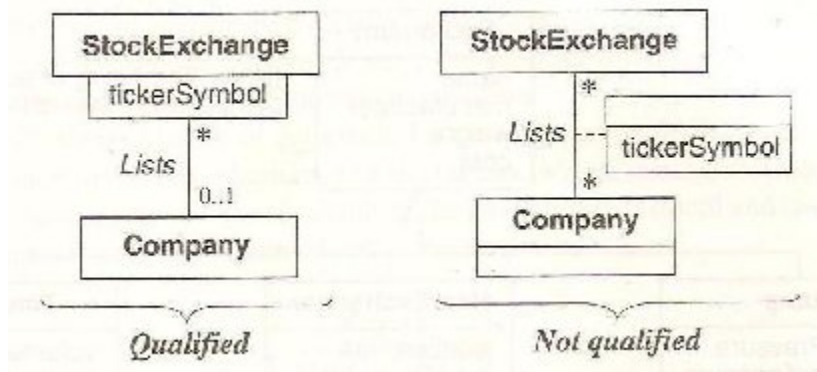 StockExchange
tickerSymbol
*
Lists
0..1
Company
Qualified
StockExchange
*
Lists
tickerSymbol
*
Company
Not qualified